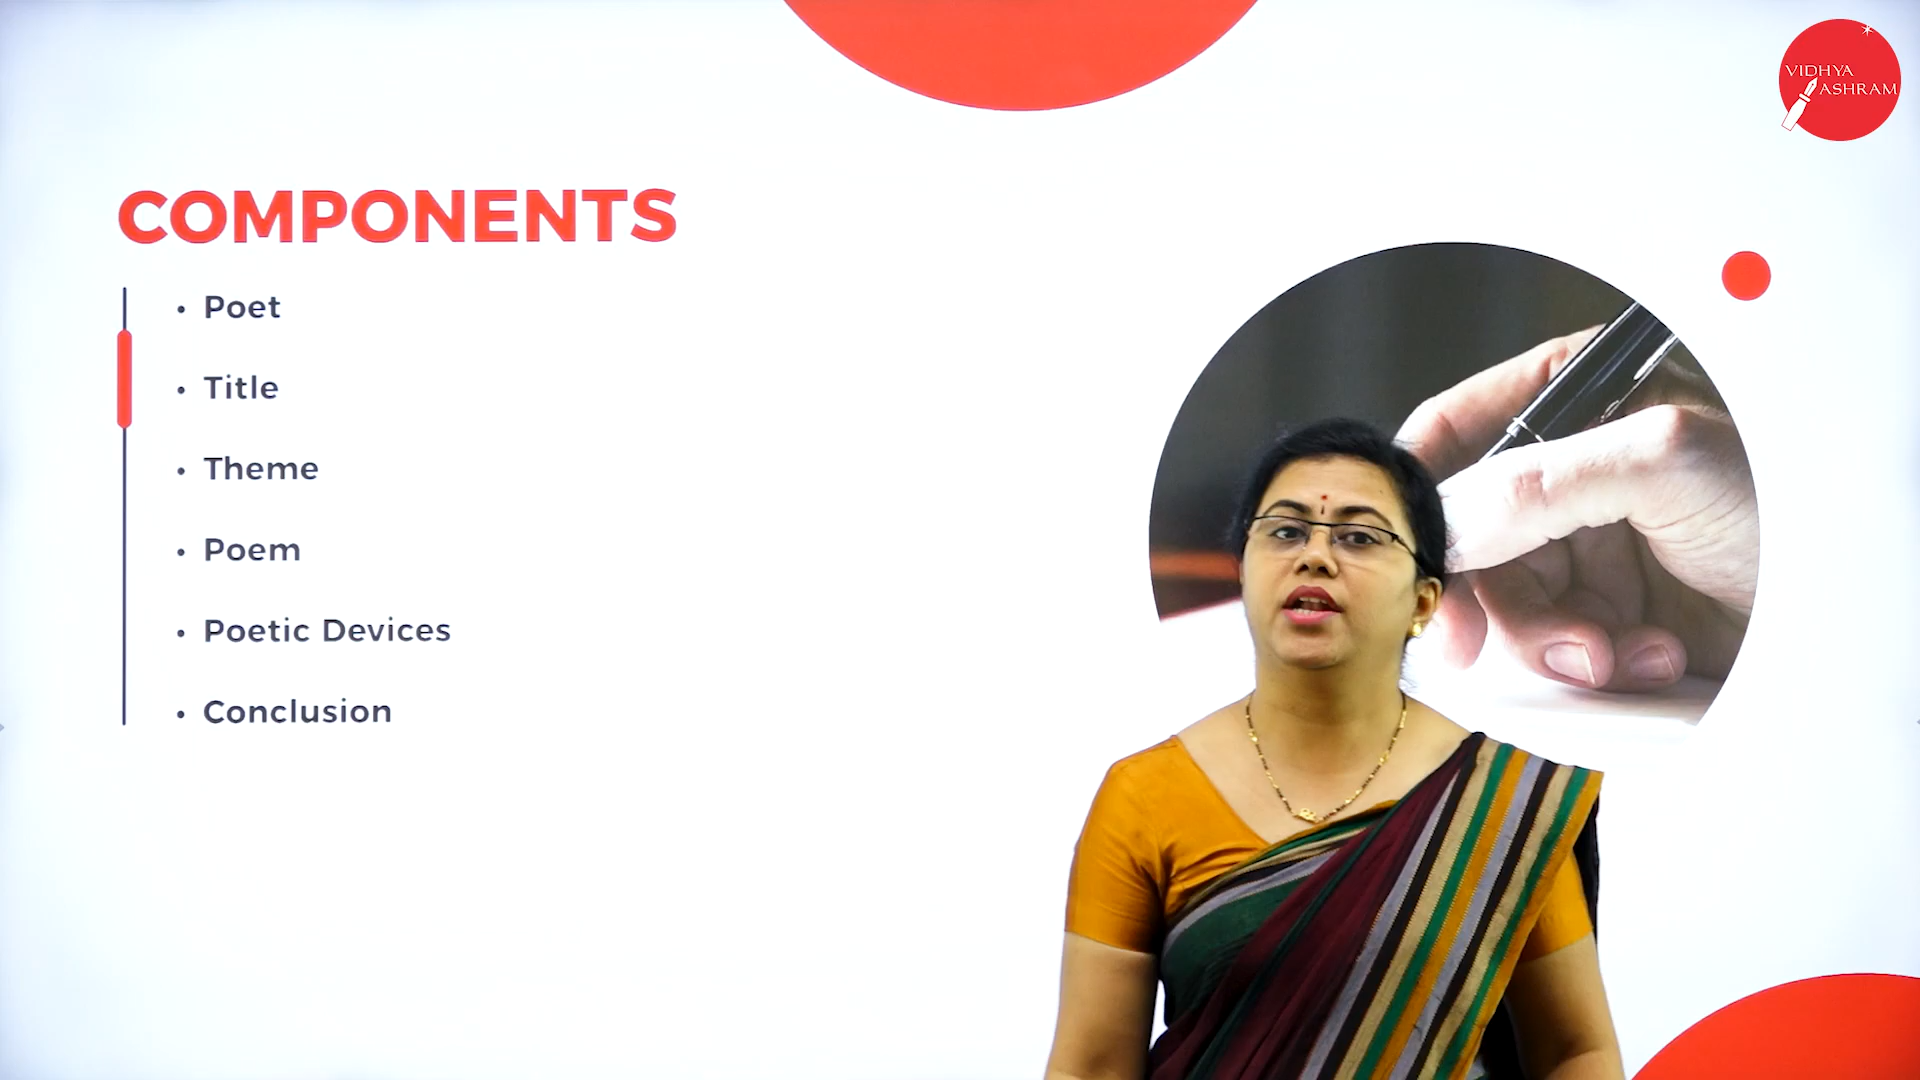 VIDHYA
ASHRAM
COMPONENTS
• Poet
• Title
• Theme
• Poem
• Poetic Devices
• Conclusion